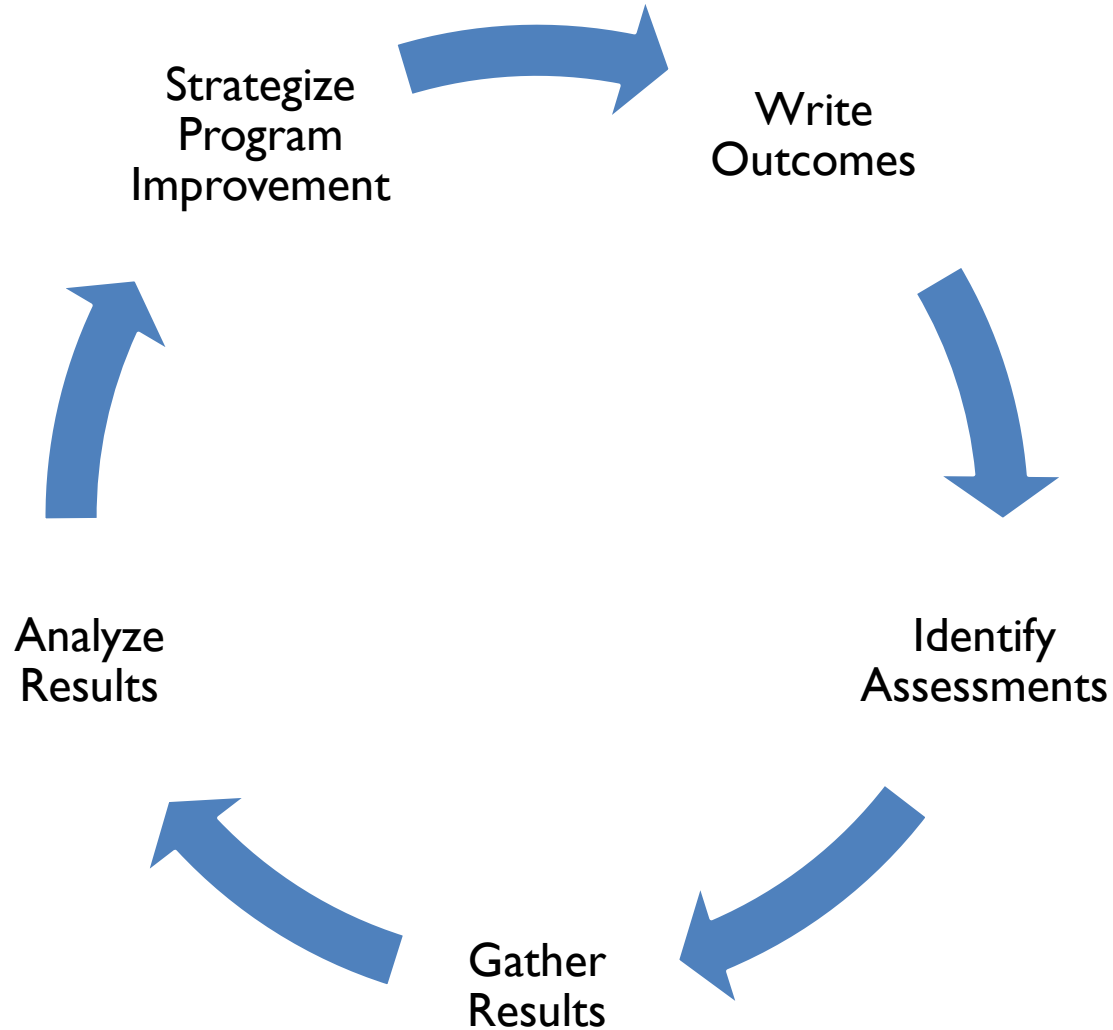 Strategize
Program
Improvement
Write
Outcomes
Identify
Assessments
Gather
Results
Analyze
Results